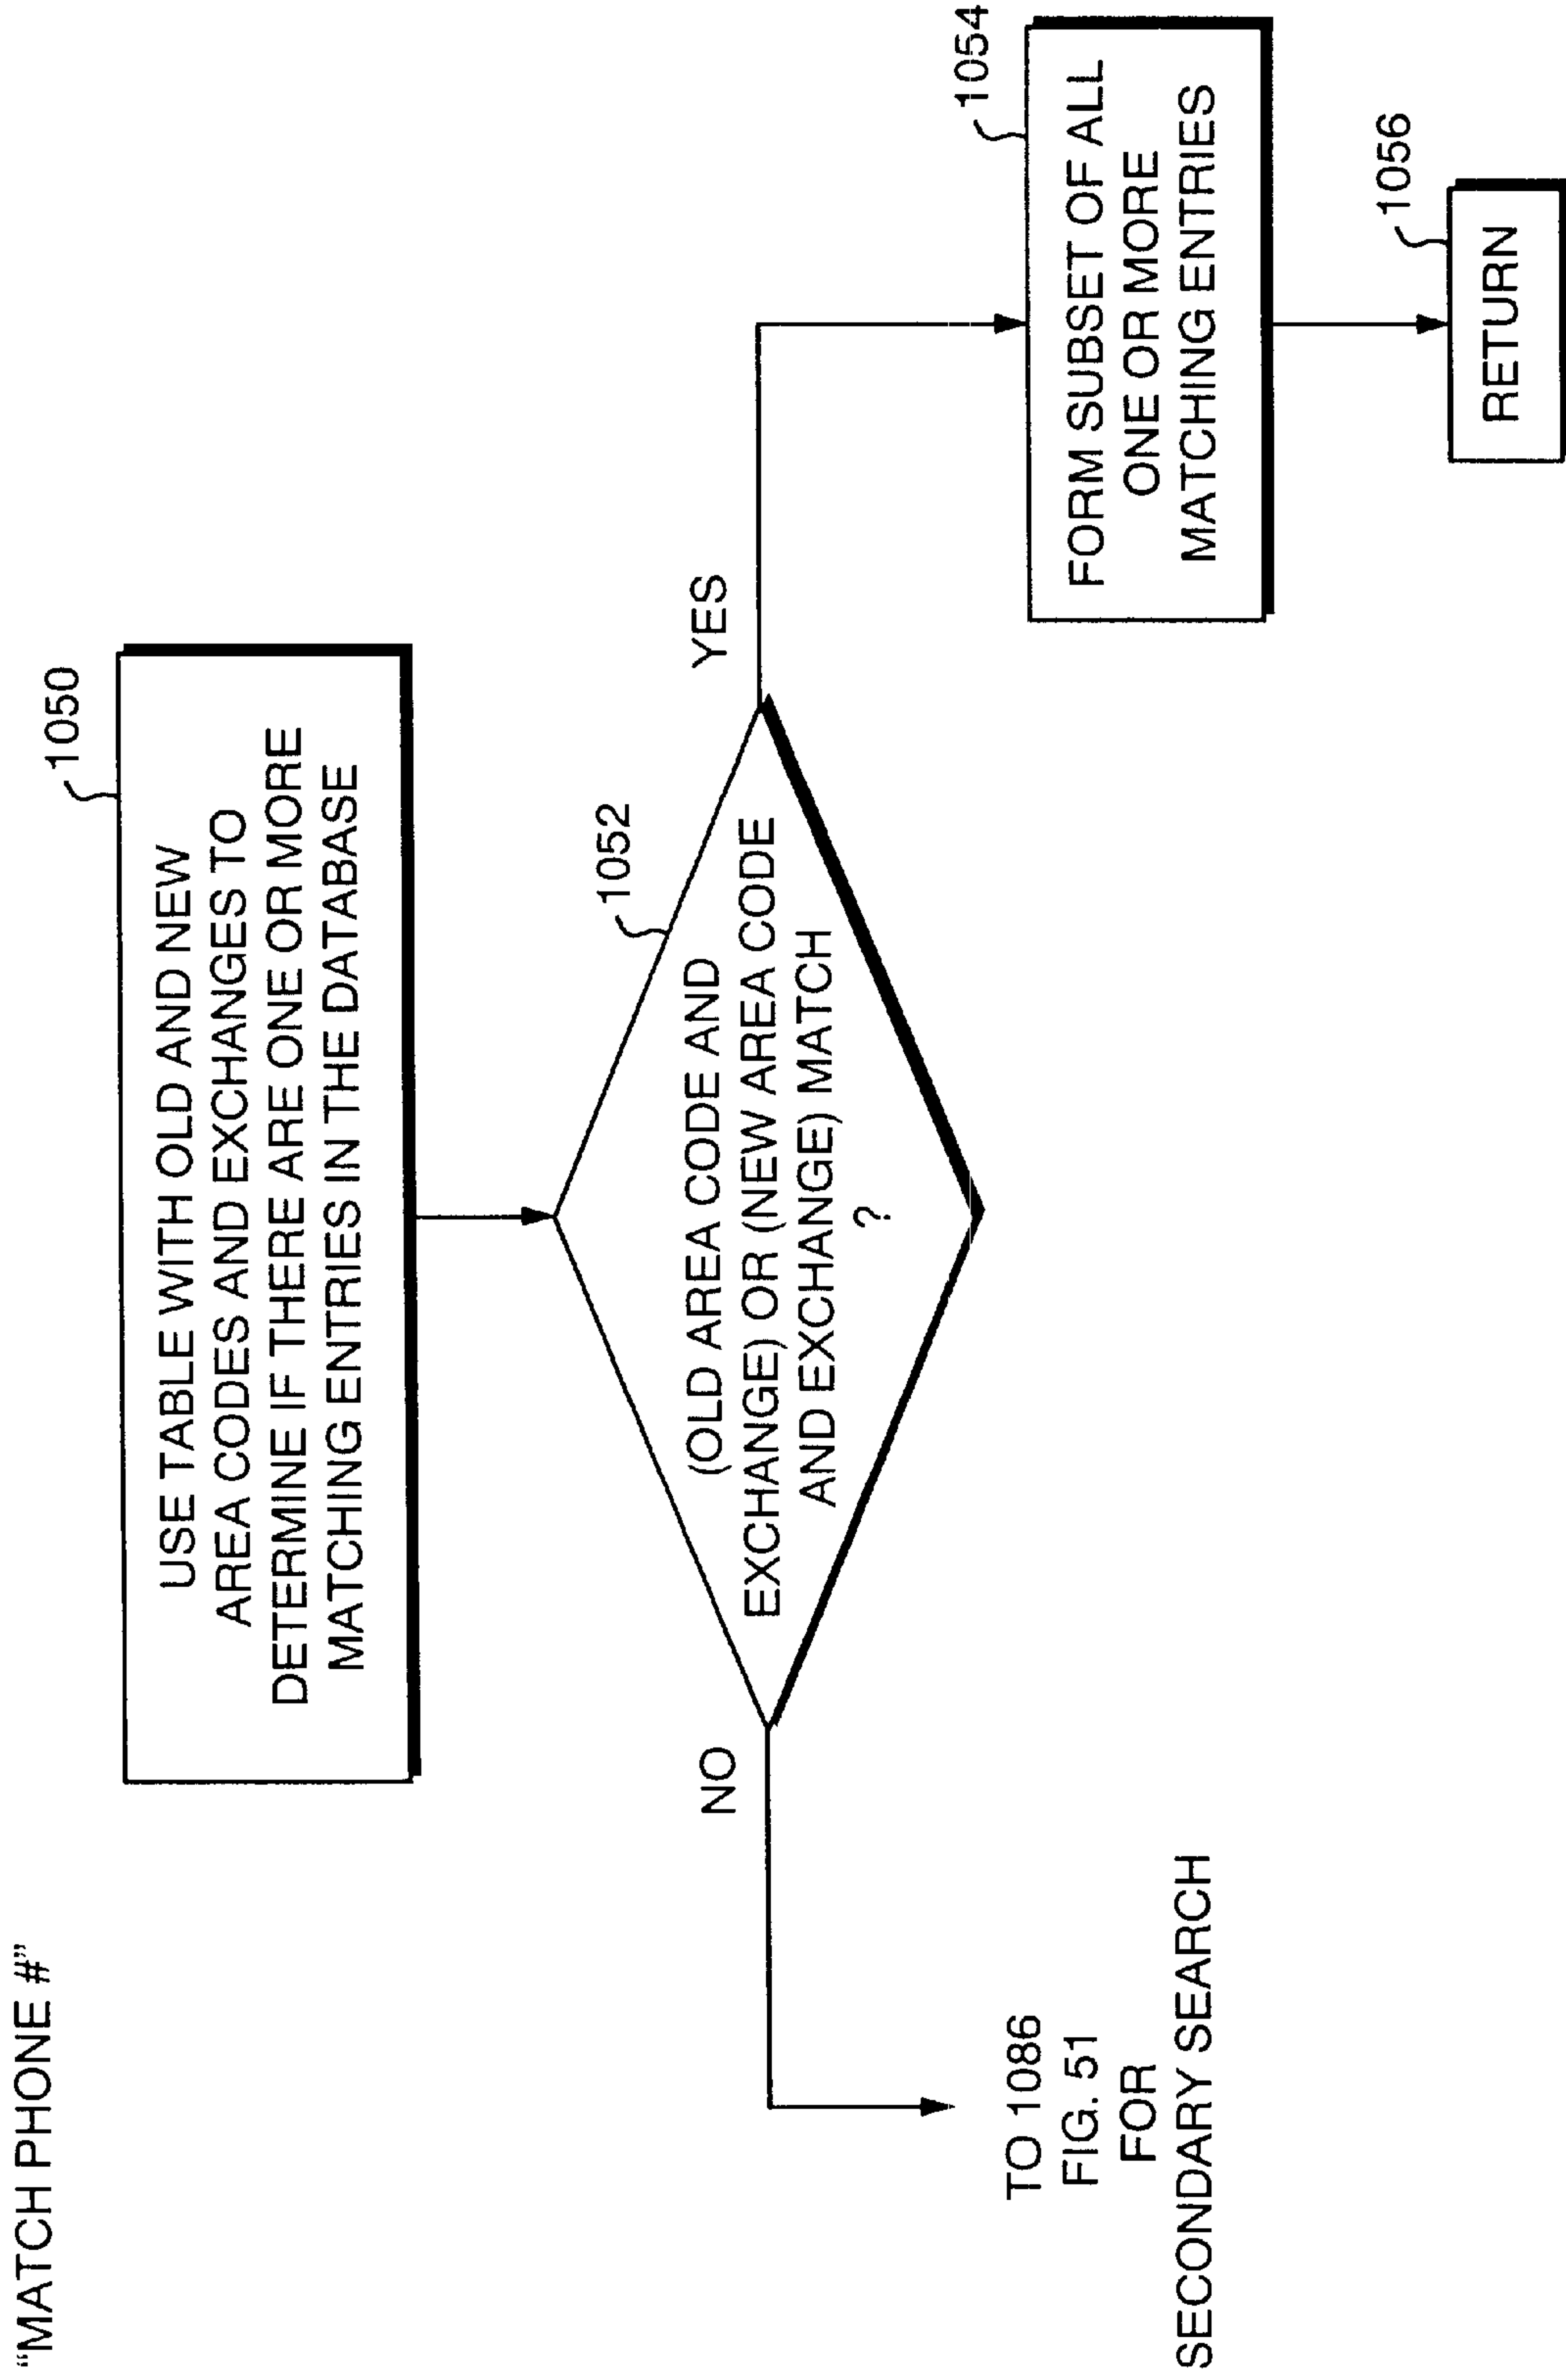 “MATCH PHONE #”
1050
USE TABLE WITH OLD AND NEW
AREA CODES AND EXCHANGES TO
DETERMINE IF THERE ARE ONE OR MORE
MATCHING ENTRIES IN THE DATABASE
1052
(OLD AREA CODE AND
EXCHANGE) OR (NEW AREA CODE
AND EXCHANGE) MATCH
?
NO
YES
TO 1086
FIG. 51
FOR
SECONDARY SEARCH
1054
FORM SUBSET OF ALL
ONE OR MORE
MATCHING ENTRIES
1056
RETURN